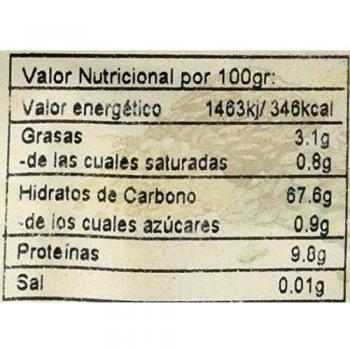 Valor Nutricional por 100gr:
Valor energético 1463kj/ 346kcal
Grasas 3.1g
-de las cuales saturadas 0.8g
Hidratos de Carbono 67.6g
-de los cuales azúcares 0.9g
Proteínas 9.8g
Sal 0.01g